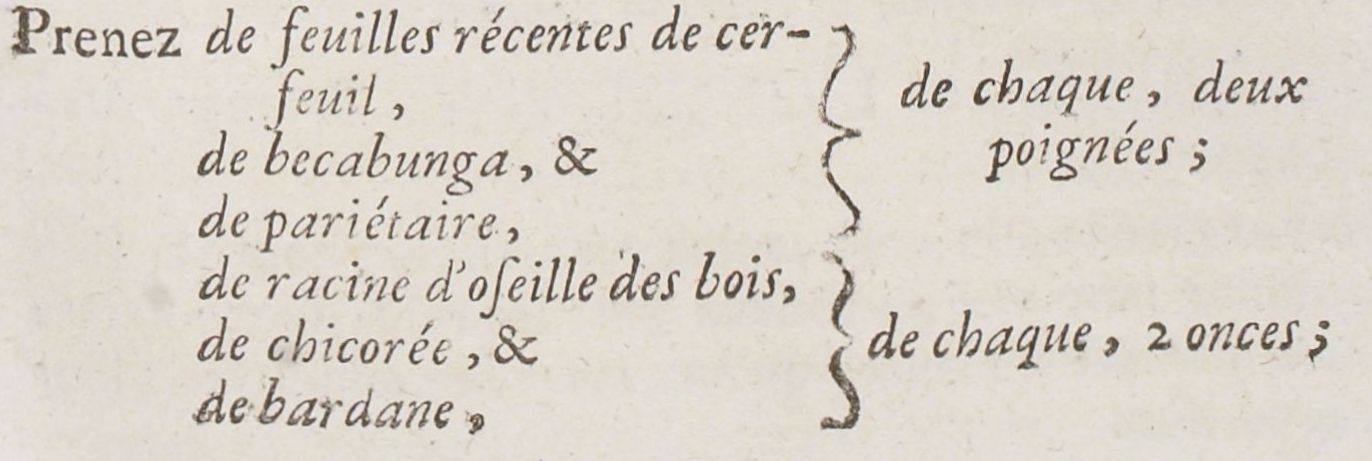 Prenez de feuilles récentes de cer-
feuil,
de becabunga, &
de pariétaire,
de chaque, deux
poignées ;
de racine d'oſeille des bois,
de chicorée, &
de bardane,
de chaque, 2 onces ;